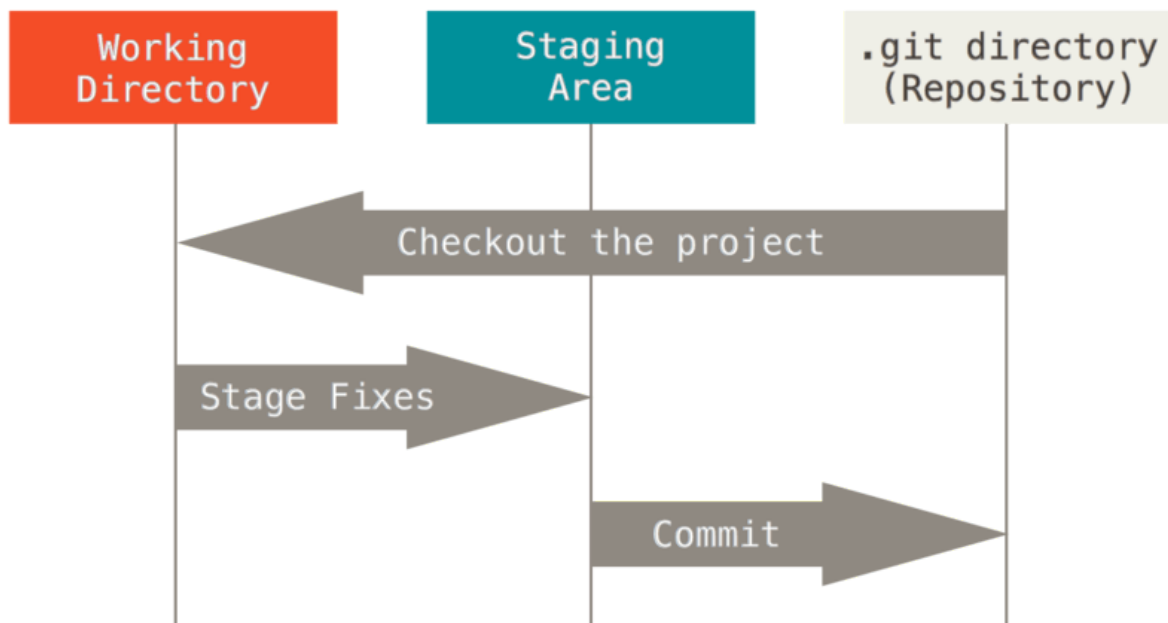 Working
Directory
Staging
Area
.git directory
(Repository)
Checkout the project
Stage Fixes
Commit